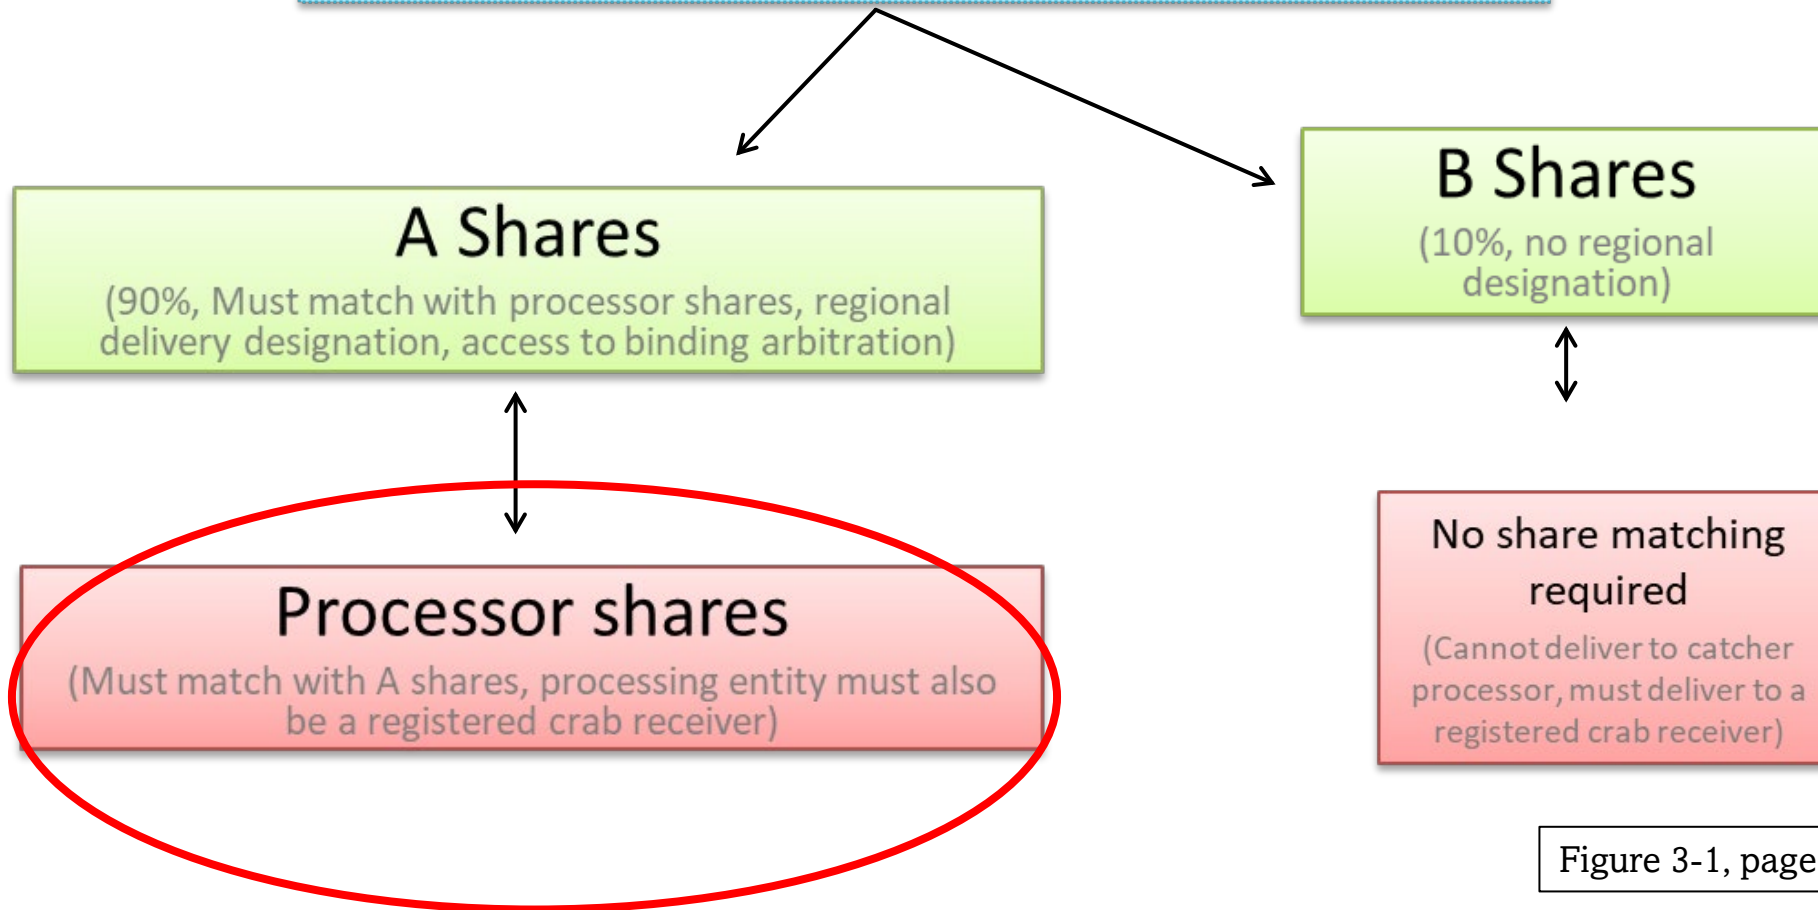 A Shares
(90%, Must match with processor shares, regional
delivery designation, access to binding arbitration)
B Shares
(10%, no regional
designation)
Processor shares
(Must match with A shares, processing entity must also
be a registered crab receiver)
No share matching
required
(Cannot deliver to catcher
processor, must deliver to a
registered crab receiver)
Figure 3-1, page